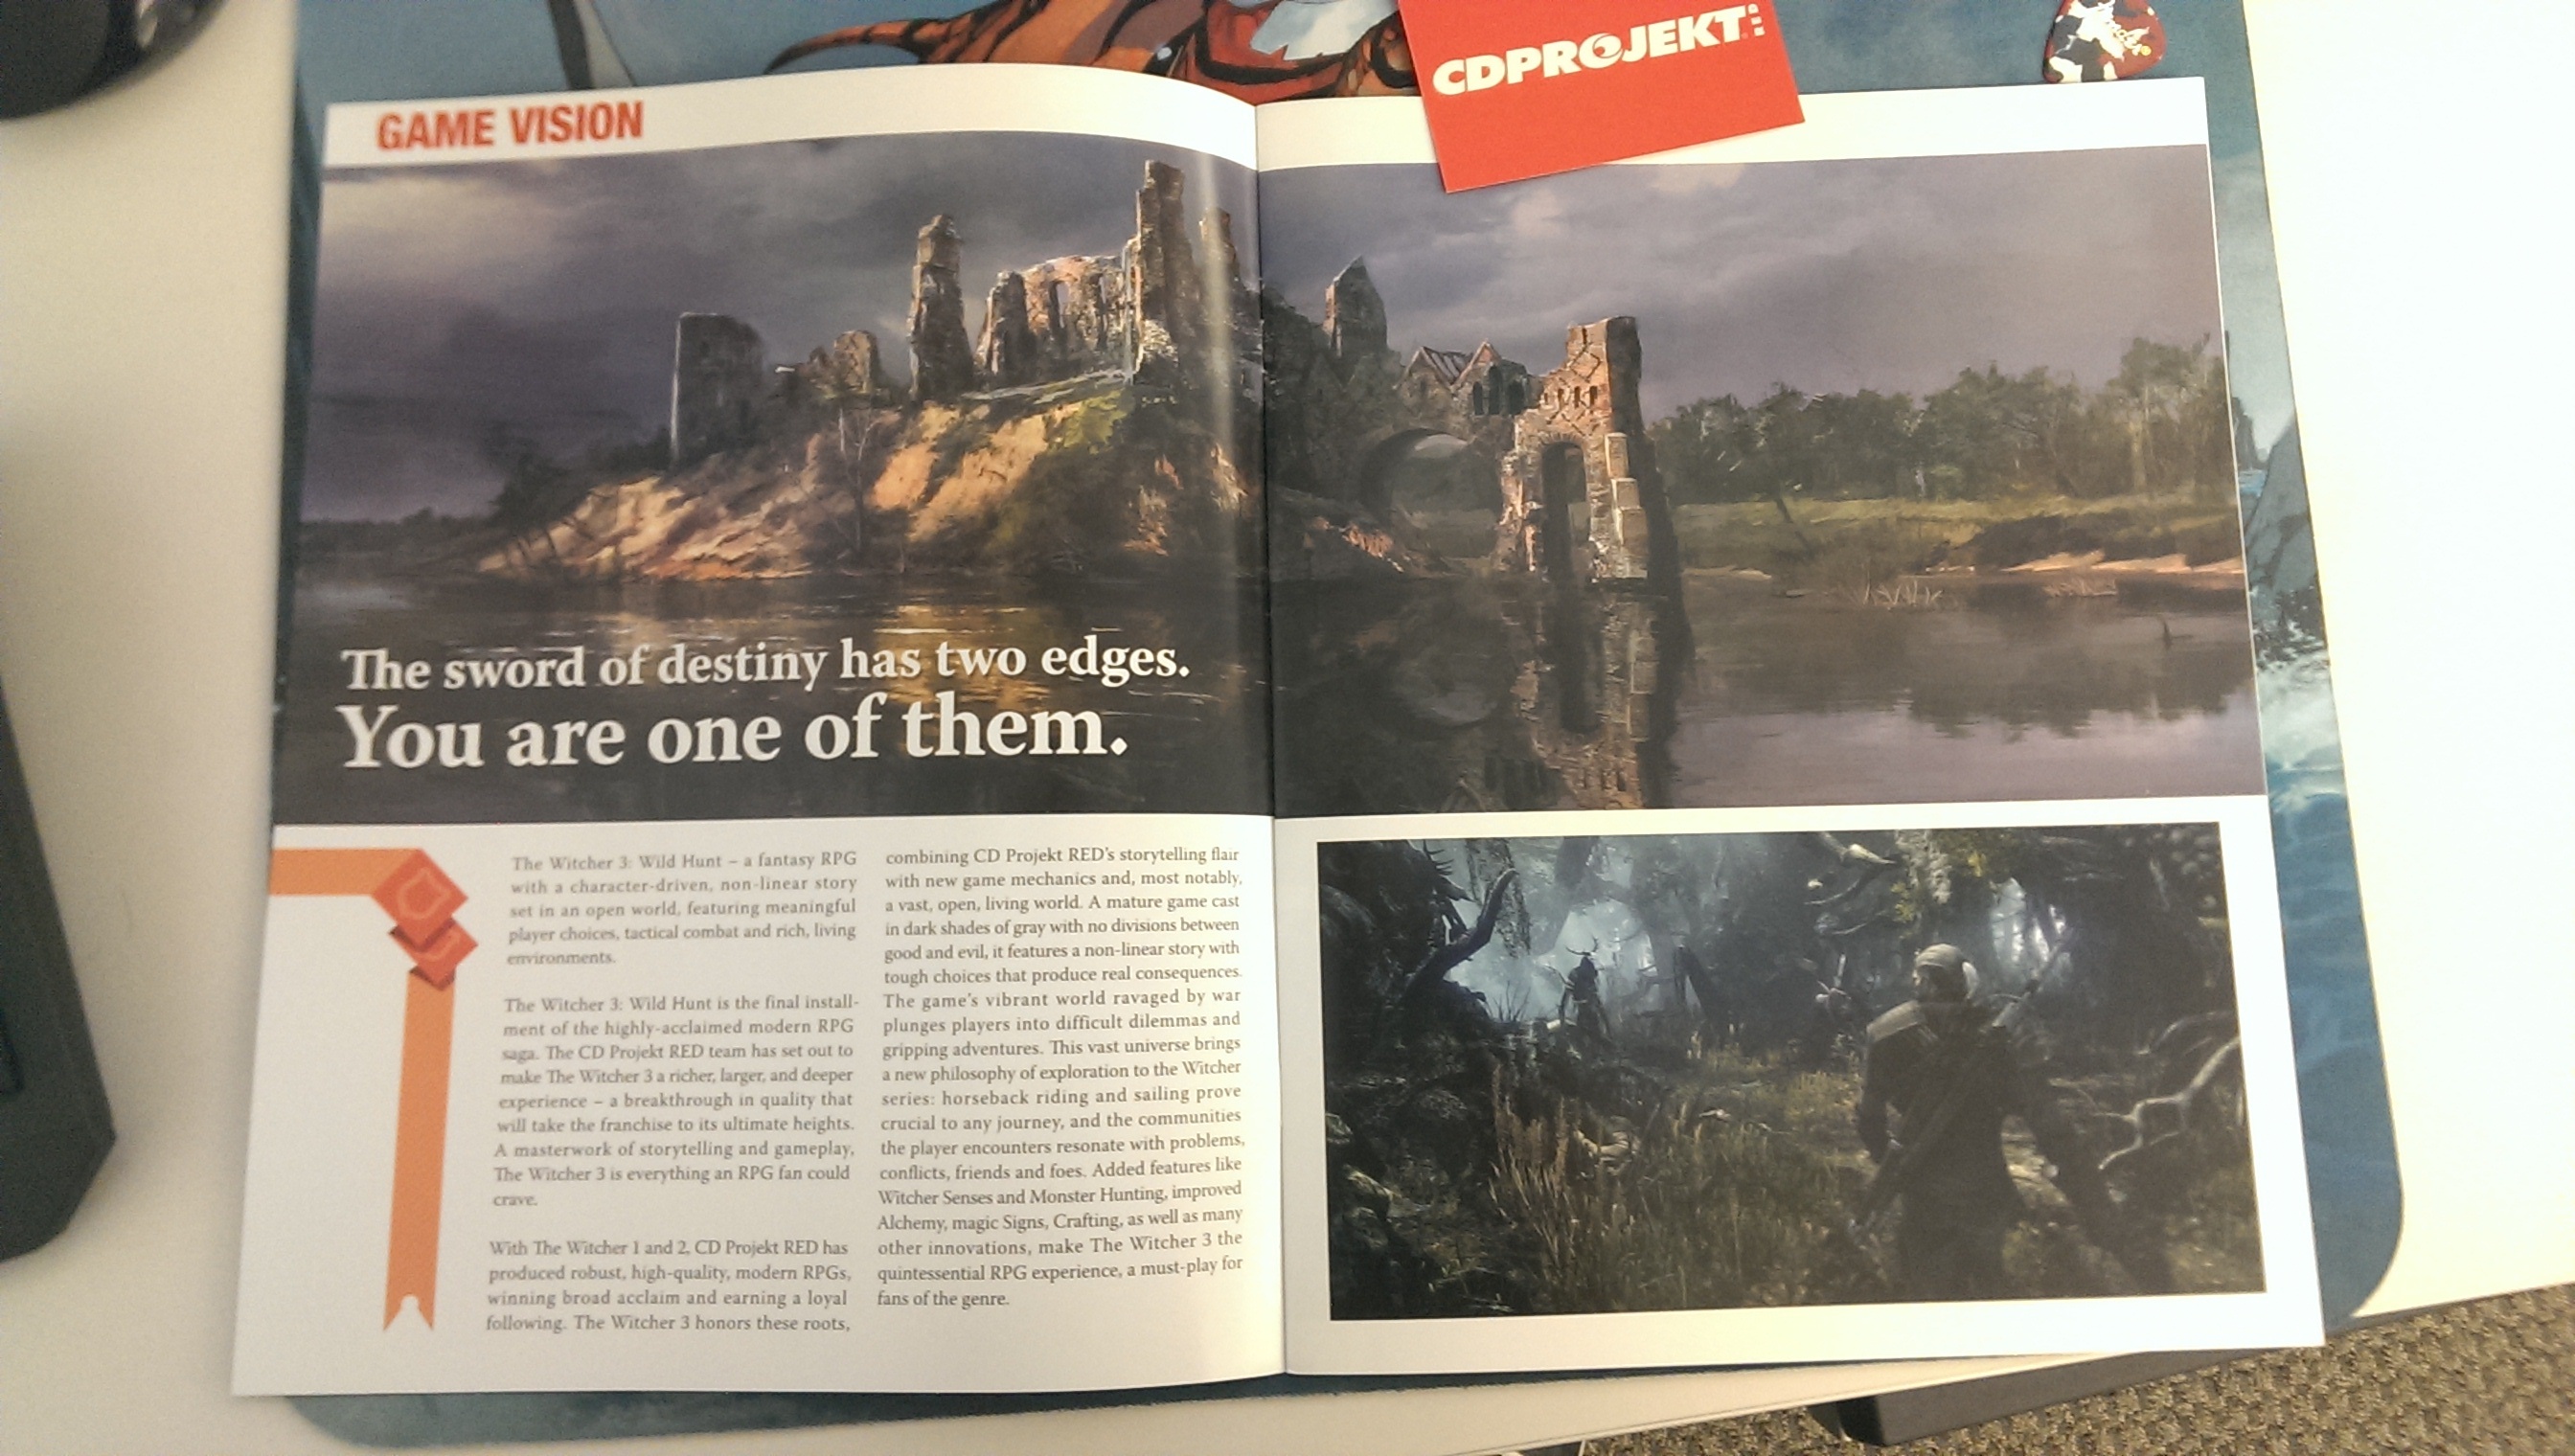 CDPROJEKT RED
GAME VISION
The sword of destiny has two edges.
You are one of them.
The Witcher 3: Wild Hunt – a fantasy RPG
with a character-driven, non-linear story
set in an open world, featuring meaningful
player choices, tactical combat and rich, living
environments.
The Witcher 3: Wild Hunt is the final install-
ment of the highly-acclaimed modern RPG
saga. The CD Projekt RED team has set out to
make The Witcher 3 a richer, larger, and deeper
experience – a breakthrough in quality that
will take the franchise to its ultimate heights.
A masterwork of storytelling and gameplay,
The Witcher 3 is everything an RPG fan could
crave.
With The Witcher 1 and 2, CD Projekt RED has
produced robust, high-quality, modern RPGs,
winning broad acclaim and earning a loyal
following. The Witcher 3 honors these roots,
combining CD Projekt RED's storytelling flair
with new game mechanics and, most notably,
a vast, open, living world. A mature game cast
in dark shades of gray with no divisions between
good and evil, it features a non-linear story with
tough choices that produce real consequences.
The game's vibrant world ravaged by war
plunges players into difficult dilemmas and
gripping adventures. This vast universe brings
a new philosophy of exploration to the Witcher
series: horseback riding and sailing prove
crucial to any journey, and the communities
the player encounters resonate with problems,
conflicts, friends and foes. Added features like
Witcher Senses and Monster Hunting, improved
Alchemy, magic Signs, Crafting, as well as many
other innovations, make The Witcher 3 the
quintessential RPG experience, a must-play for
fans of the genre.